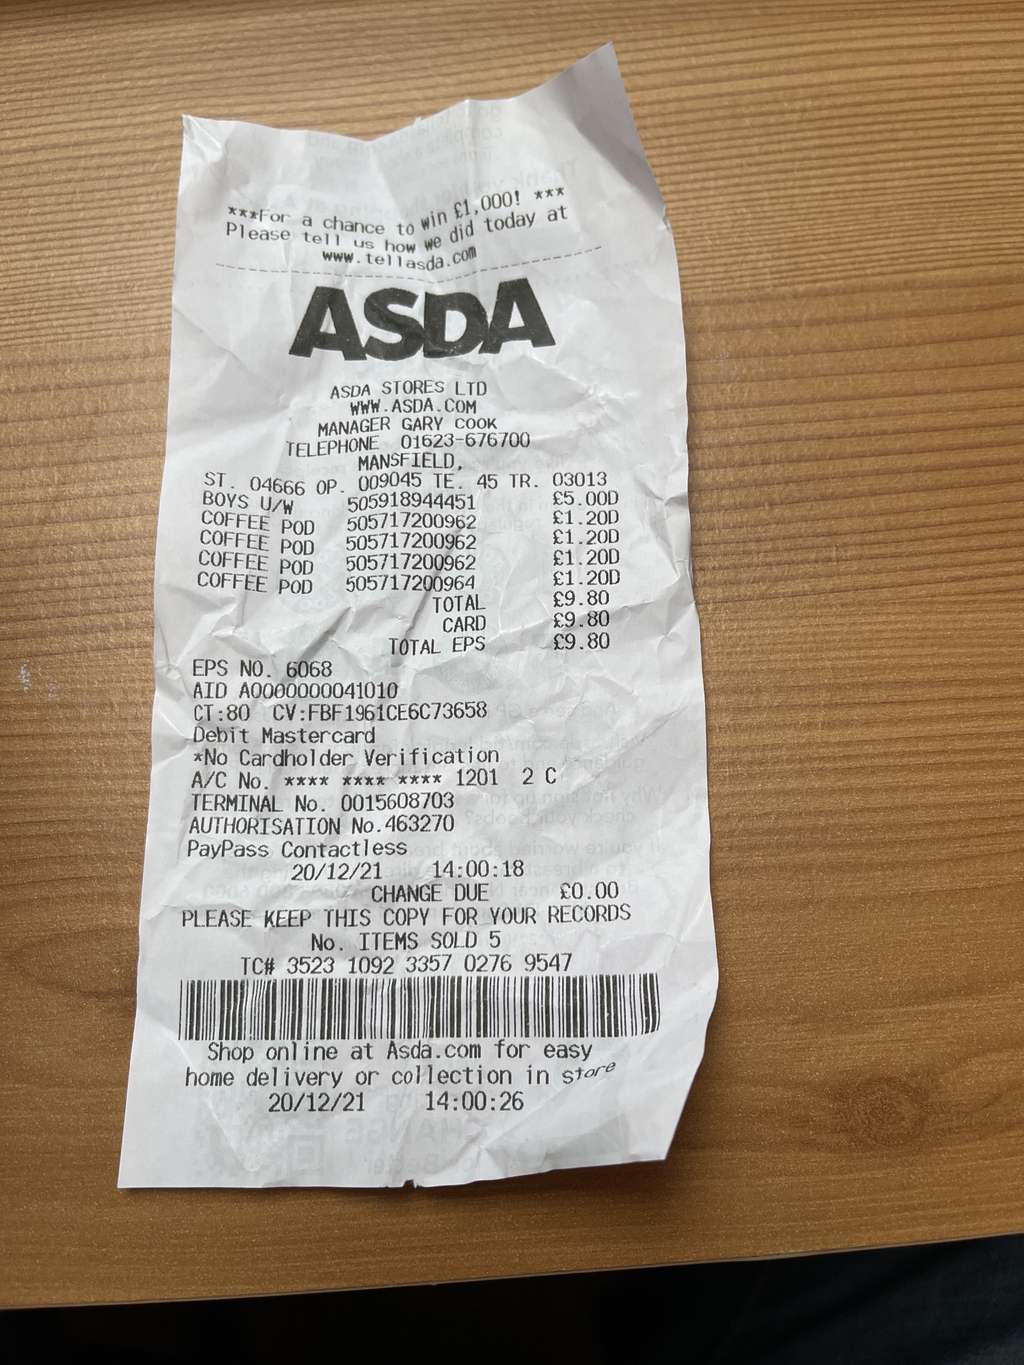 ***For a chance to win £1,000! ***
Please tell us how we did today at
www.tellasda.com
ASDA
ASDA STORES LTD
WWW.ASDA.COM
MANAGER GARY COOK
TELEPHONE 01623-676700
MANSFIELD,
ST. 04666 OP. 009045 TE. 45 TR. 03013
BOYS U/W 505918944451 £5.00D
COFFEE POD 505717200962 £1.20D
COFFEE POD 505717200962 £1.20D
COFFEE POD 505717200962 £1.20D
COFFEE POD 505717200964 £1.20D
TOTAL £9.80
CARD £9.80
TOTAL EPS £9.80
EPS NO. 6068
AID A0000000041010
CT:80 CV:FBF1961CE6C73658
Debit Mastercard
*No Cardholder Verification
A/C No. **** **** **** 1201 2 C
TERMINAL No. 0015608703
AUTHORISATION No.463270
PayPass Contactless
20/12/21 14:00:18
CHANGE DUE £0.00
PLEASE KEEP THIS COPY FOR YOUR RECORDS
No. ITEMS SOLD 5
TC# 3523 1092 3357 0276 9547
Shop online at Asda.com for easy
home delivery or collection in store
20/12/21 14:00:26